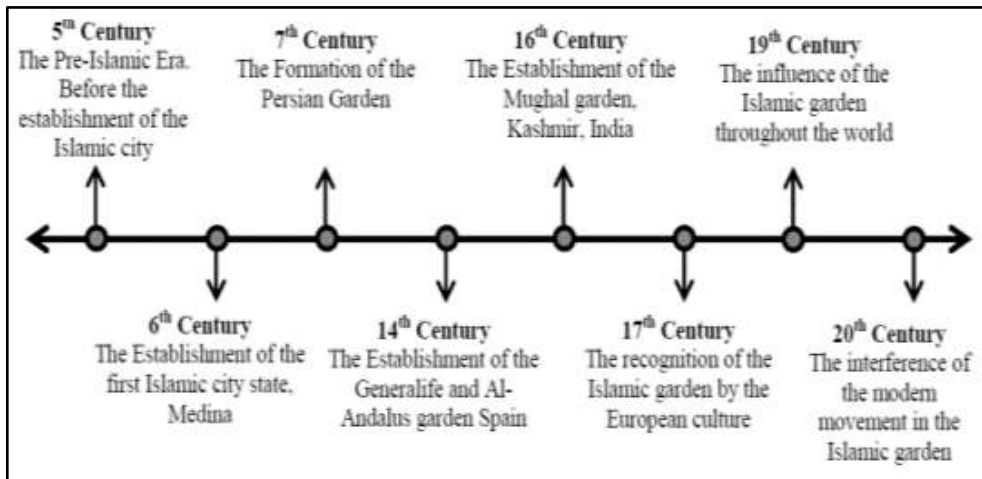 5th Century
The Pre-Islamic Era.
Before the
establishment of the
Islamic city
7th Century
The Formation of the
Persian Garden
16th Century
The Establishment of the
Mughal garden,
Kashmir, India
19th Century
The influence of the
Islamic garden
throughout the world
6th Century
The Establishment of the
first Islamic city state,
Medina
14th Century
The Establishment of the
Generalife and Al-
Andalus garden Spain
17th Century
The recognition of the
Islamic garden by the
European culture
20th Century
The interference of
the modern
movement in the
Islamic garden